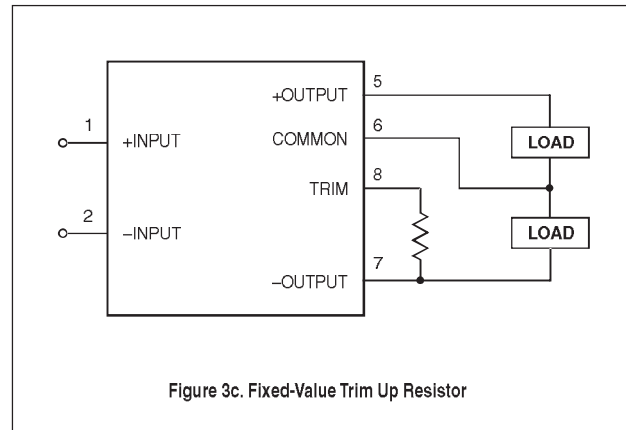 5
+OUTPUT
1
6
+INPUT
COMMON
LOAD
8
TRIM
2
-INPUT
LOAD
7
-OUTPUT
Figure 3c. Fixed-Value Trim Up Resistor